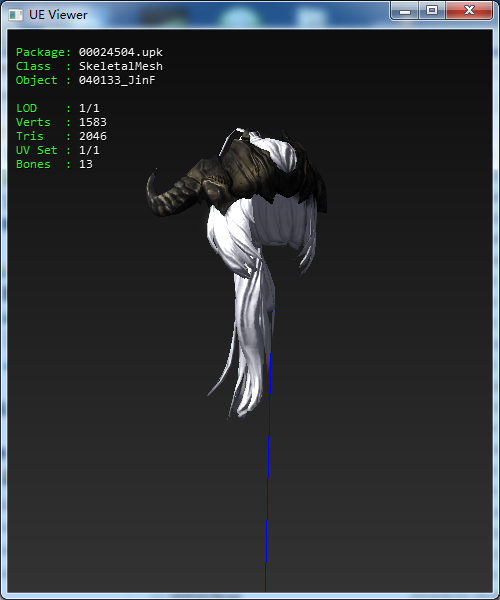 UE Viewer
Package: 00024504.upk
Class : SkeletalMesh
Object : 040133_JinF
LOD : 1/1
Verts : 1583
Tris : 2046
UV Set : 1/1
Bones : 13